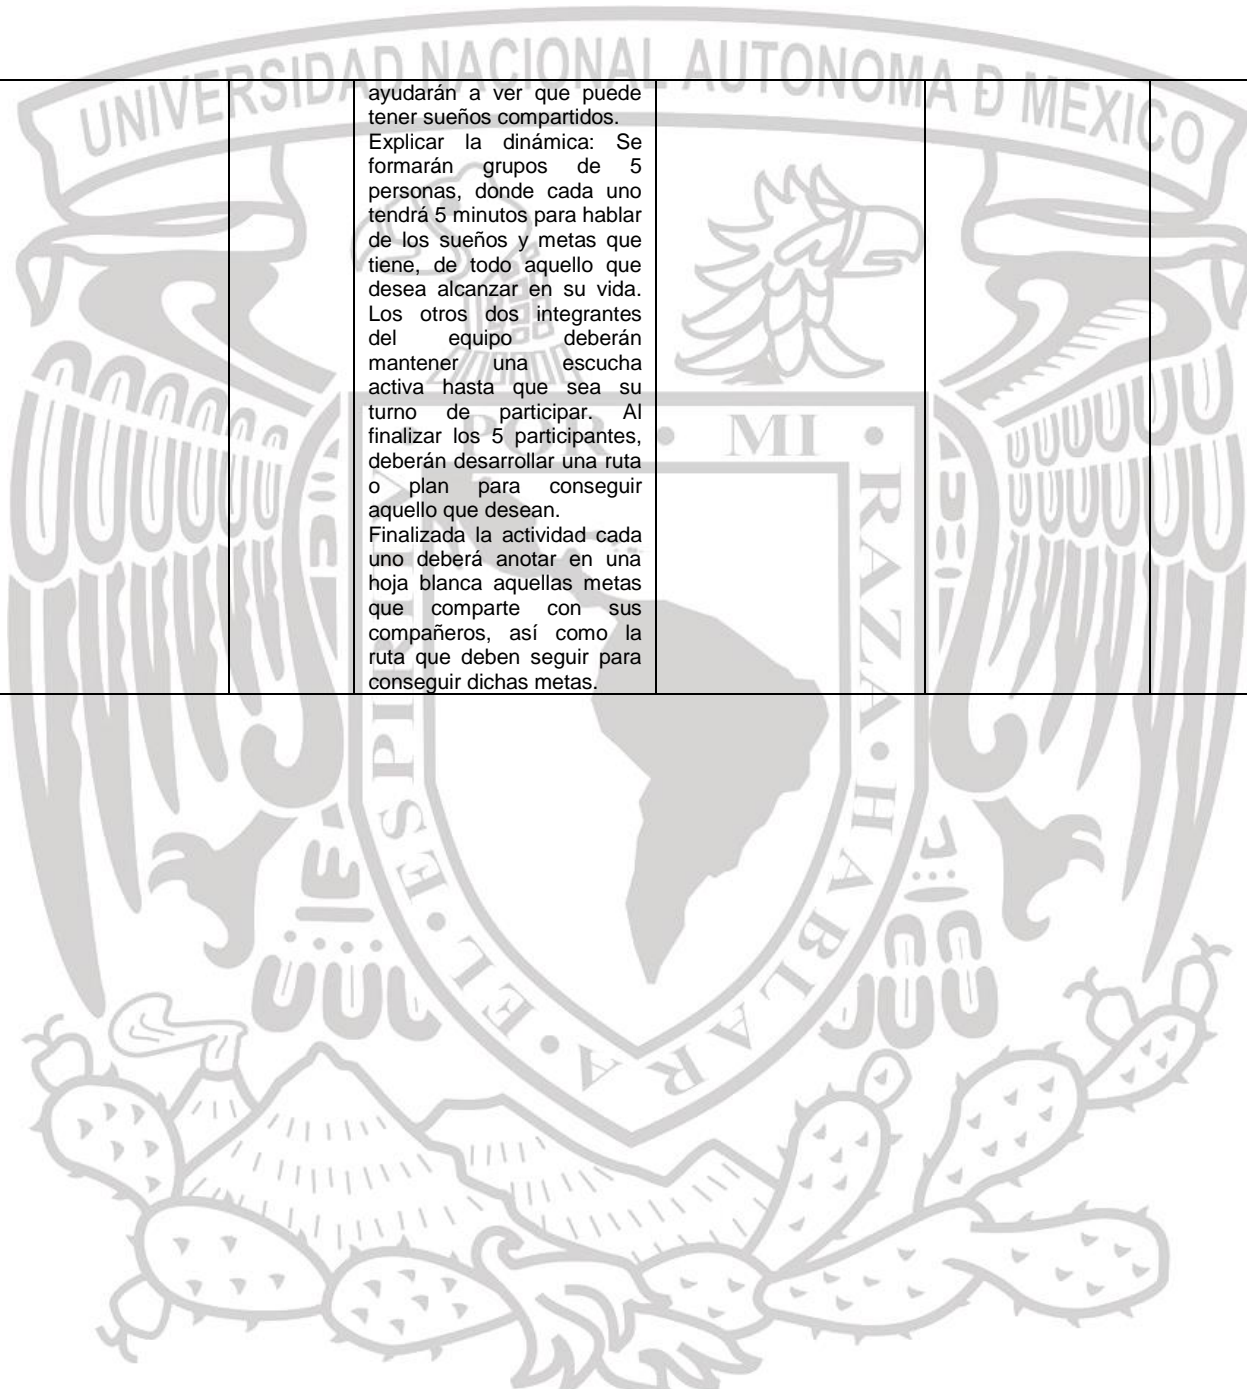 UNIVERSIDAD NACIONAL AUTONOMA Đ MEXICO
ayudarán a ver que puede
tener sueños compartidos.
Explicar la dinámica: Se
formarán grupos de 5
personas, donde cada uno
tendrá 5 minutos para hablar
de los sueños y metas que
tiene, de todo aquello que
desea alcanzar en su vida.
Los otros dos integrantes
del equipo deberán
mantener una escucha
activa hasta que sea su
turno de participar. Al
finalizar los 5 participantes,
deberán desarrollar una ruta
o plan para conseguir
aquello que desean.
Finalizada la actividad cada
uno deberá anotar en una
hoja blanca aquellas metas
que comparte con sus
compañeros, así como la
ruta que deben seguir para
conseguir dichas metas.
POR • MI • RAZA • HABLARA • EL • ESPIRITV